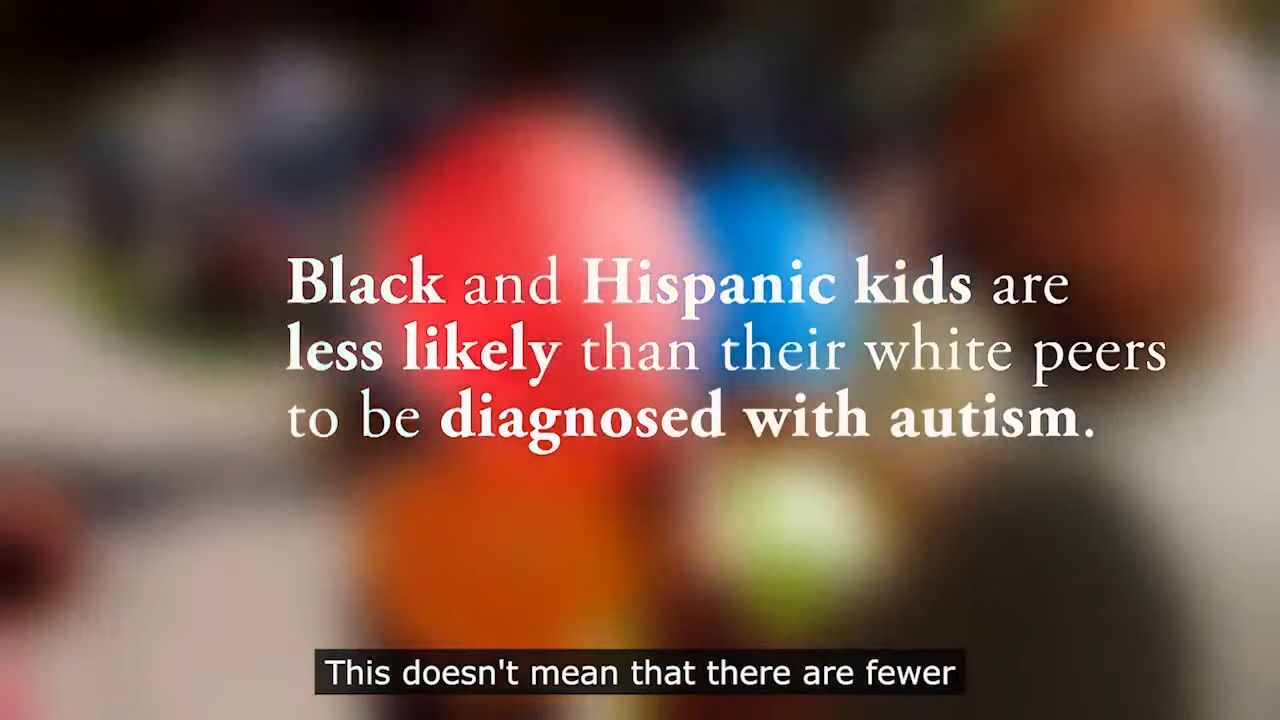 Black and Hispanic kids are
less likely than their white peers
to be diagnosed with autism.
This doesn't mean that there are fewer